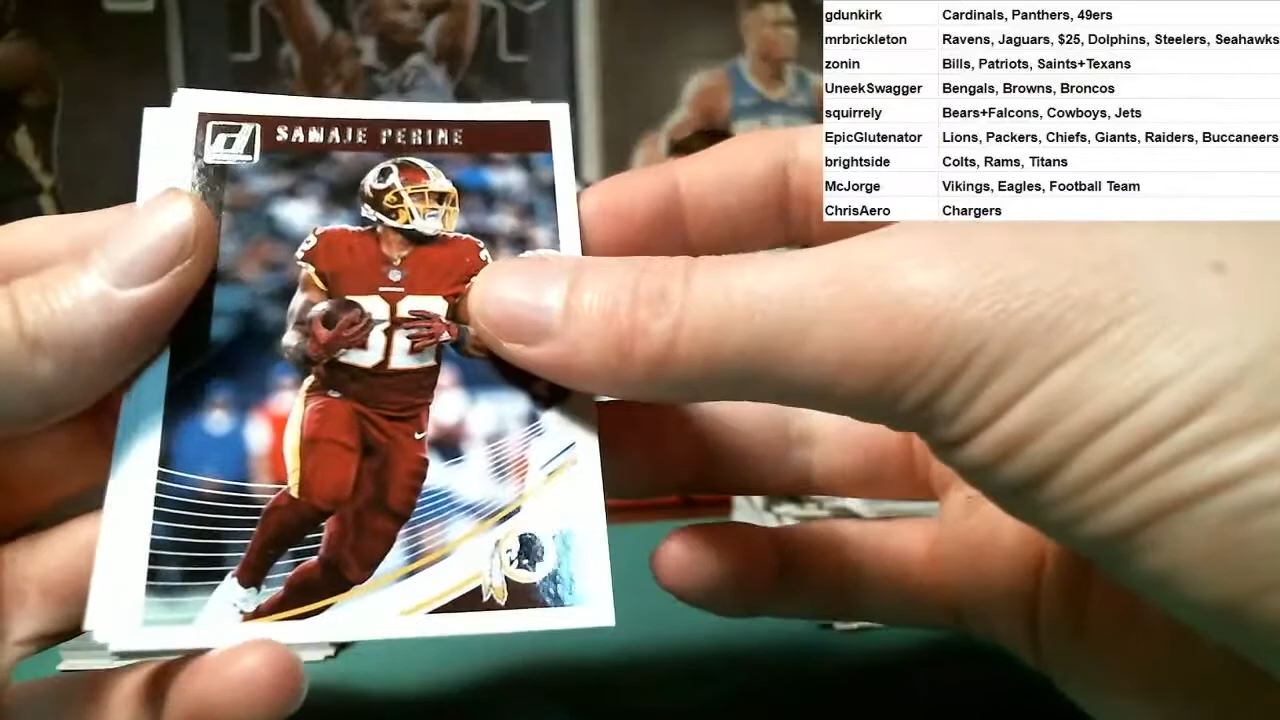 SAMAJE PERINE
32
gdunkirk Cardinals, Panthers, 49ers
mrbrickleton Ravens, Jaguars, $25, Dolphins, Steelers, Seahawks
zonin Bills, Patriots, Saints+Texans
UneekSwagger Bengals, Browns, Broncos
squirrely Bears+Falcons, Cowboys, Jets
EpicGlutenator Lions, Packers, Chiefs, Giants, Raiders, Buccaneers
brightside Colts, Rams, Titans
McJorge Vikings, Eagles, Football Team
ChrisAero Chargers